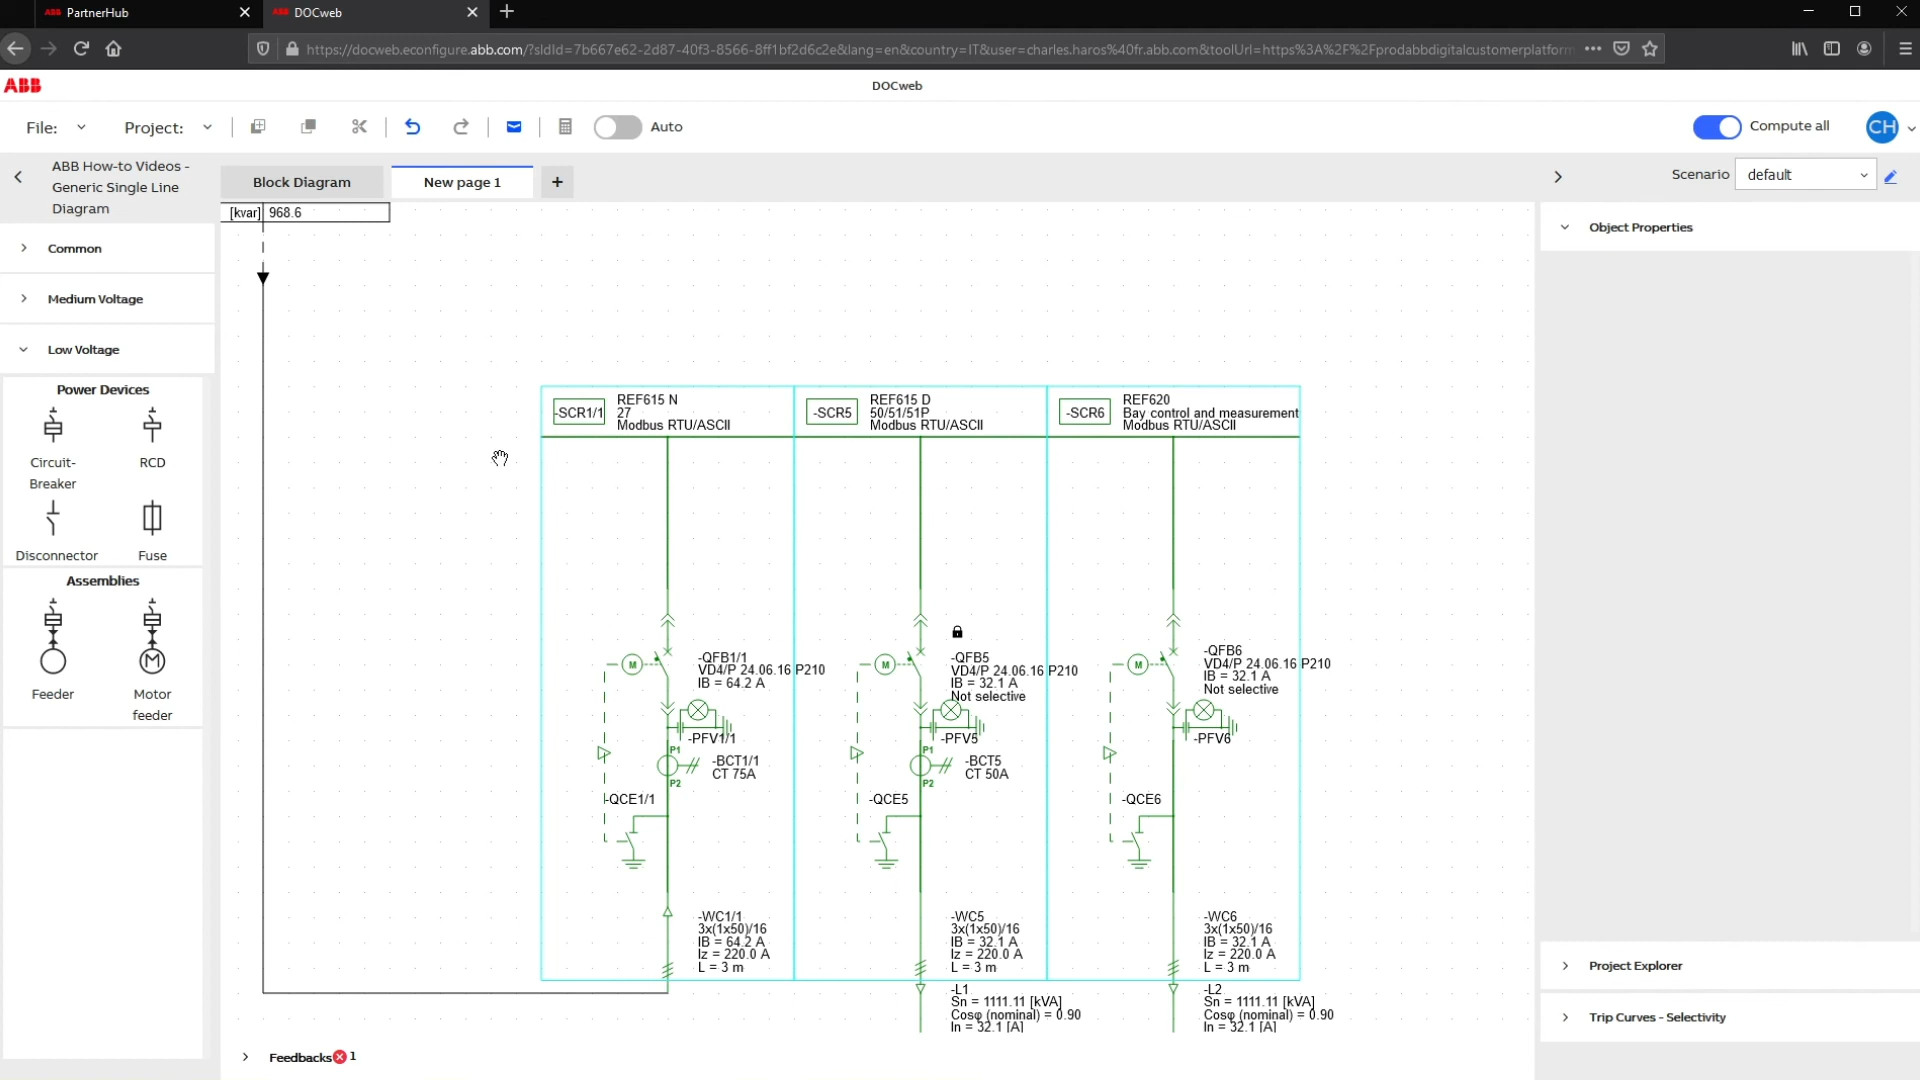 ABB PartnerHub
ABB DOCweb
https://docweb.econfigure.abb.com/?sldId=7b667e62-2d87-40f3-8566-8ff1bf2d6c2e&lang=en&country=IT&user=charles.haros%40fr.abb.com&toolUrl=https%3A%2F%2Fprodabbdigitalcustomerplatform
ABB
DOCweb
File:
Project:
Auto
Compute all
CH
ABB How-to Videos -
Generic Single Line
Diagram
Block Diagram
New page 1
+
Scenario
default
[kvar] 968.6
Object Properties
Common
Medium Voltage
Low Voltage
Power Devices
Circuit-
Breaker
RCD
Disconnector
Fuse
Assemblies
M
Feeder
Motor
feeder
-SCR1/1
REF615 N
27
Modbus RTU/ASCII
-SCR5
REF615 D
50/51/51P
Modbus RTU/ASCII
-SCR6
REF620
Bay control and measurement
Modbus RTU/ASCII
M
-QFB1/1
VD4/P 24.06.16 P210
IB = 64.2 A
M
-QFB5
VD4/P 24.06.16 P210
IB = 32.1 A
Not selective
M
-QFB6
VD4/P 24.06.16 P210
IB = 32.1 A
Not selective
-PFV1/1
-PFV5
-PFV6
P1
P2
-BCT1/1
CT 75A
P1
P2
-BCT5
CT 50A
-QCE1/1
-QCE5
-QCE6
-WC1/1
3x(1x50)/16
IB = 64.2 A
Iz = 220.0 A
L = 3 m
-WC5
3x(1x50)/16
IB = 32.1 A
Iz = 220.0 A
L = 3 m
-WC6
3x(1x50)/16
IB = 32.1 A
Iz = 220.0 A
L = 3 m
-L1
Sn = 1111.11 [kVA]
Cosφ (nominal) = 0.90
In = 32.1 [A]
-L2
Sn = 1111.11 [kVA]
Cosφ (nominal) = 0.90
In = 32.1 [A]
Project Explorer
Trip Curves - Selectivity
Feedbacks 1